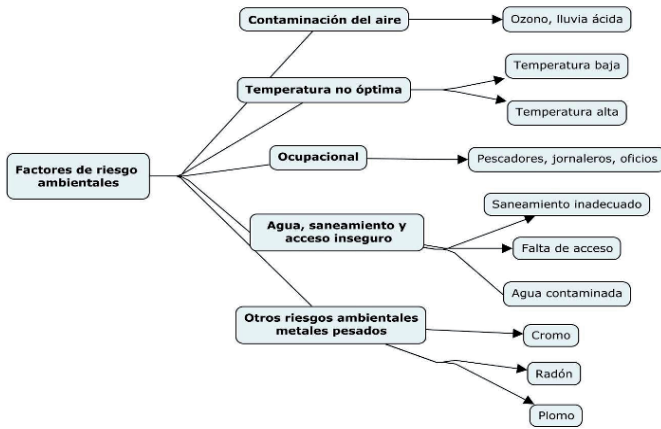 Contaminación del aire
Ozono, lluvia ácida
Temperatura no óptima
Temperatura baja
Temperatura alta
Factores de riesgo
ambientales
Ocupacional
Pescadores, jornaleros, oficios
Agua, saneamiento y
acceso inseguro
Saneamiento inadecuado
Falta de acceso
Agua contaminada
Otros riesgos ambientales
metales pesados
Cromo
Radón
Plomo